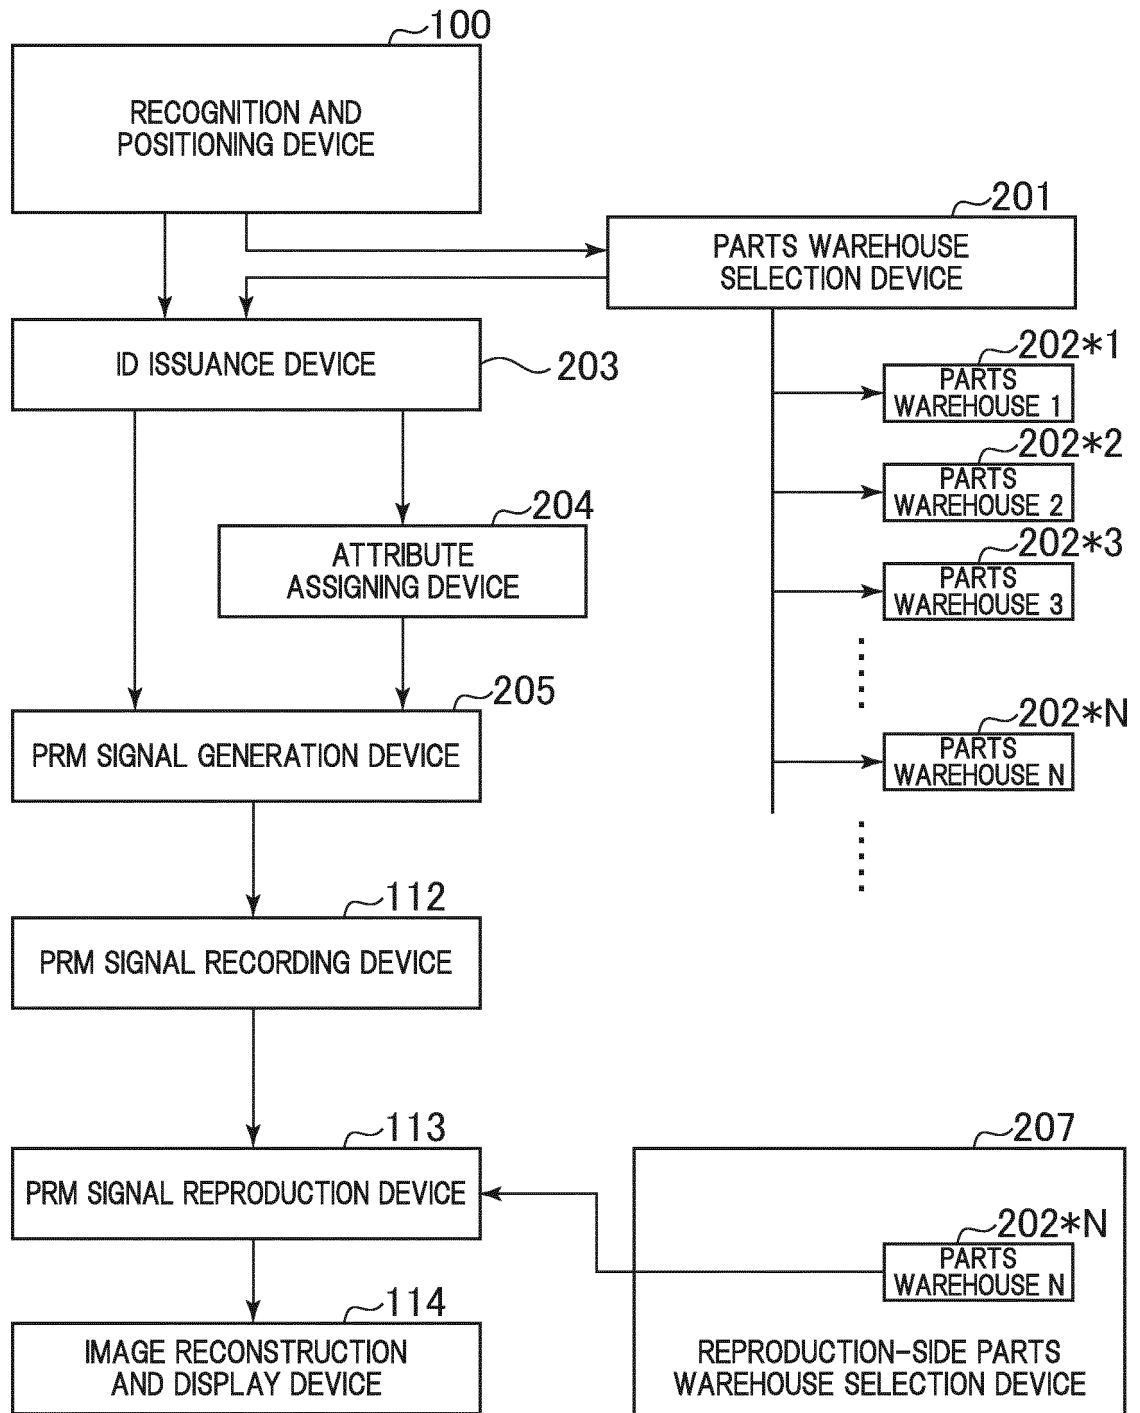 100
RECOGNITION AND
POSITIONING DEVICE
201
PARTS WAREHOUSE
SELECTION DEVICE
ID ISSUANCE DEVICE
203
202*1
PARTS
WAREHOUSE 1
202*2
PARTS
WAREHOUSE 2
204
ATTRIBUTE
ASSIGNING DEVICE
202*3
PARTS
WAREHOUSE 3
205
PRM SIGNAL GENERATION DEVICE
202*N
PARTS
WAREHOUSE N
112
PRM SIGNAL RECORDING DEVICE
113
PRM SIGNAL REPRODUCTION DEVICE
207
202*N
PARTS
WAREHOUSE N
REPRODUCTION-SIDE PARTS
WAREHOUSE SELECTION DEVICE
114
IMAGE RECONSTRUCTION
AND DISPLAY DEVICE